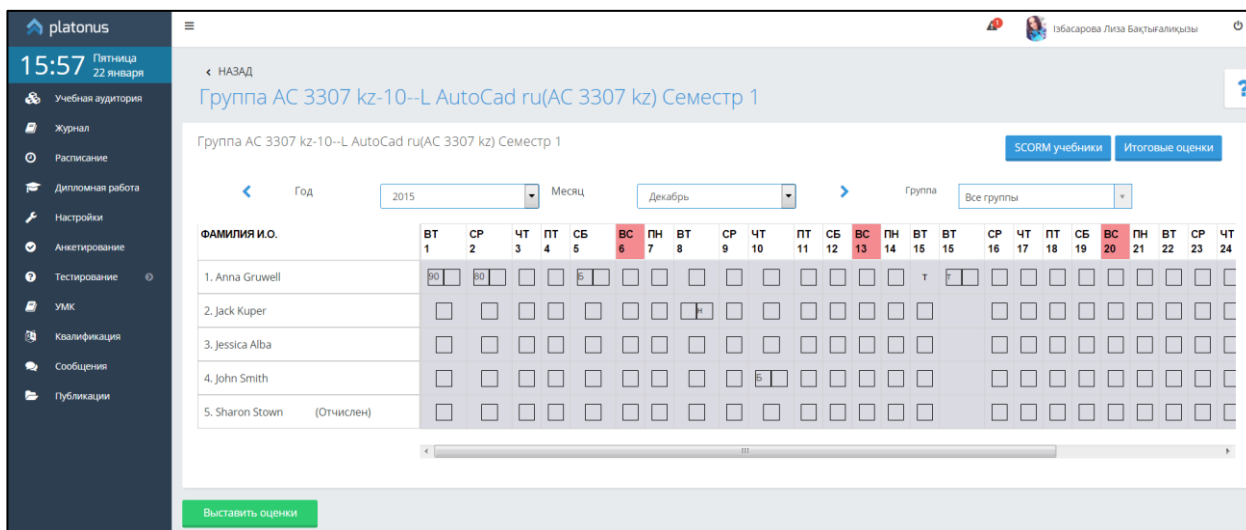 platonus
1
Ізбасарова Лиза Бақтығалиқызы
15:57 Пятница
22 января
НАЗАД
Группа AC 3307 kz-10--L AutoCad ru(AC 3307 kz) Семестр 1
?
Учебная аудитория
Журнал
Расписание
Дипломная работа
Настройки
Анкетирование
Тестирование
УМК
Квалификация
Сообщения
Публикации
Группа AC 3307 kz-10--L AutoCad ru(AC 3307 kz) Семестр 1
SCORM учебники Итоговые оценки
Год 2015 Месяц Декабрь Группа Все группы
ФАМИЛИЯ И.О. ВТ СР ЧТ ПТ СБ ВС ПН ВТ СР ЧТ ПТ СБ ВС ПН ВТ ВТ СР ЧТ ПТ СБ ВС ПН ВТ СР ЧТ
1 2 3 4 5 6 7 8 9 10 11 12 13 14 15 15 16 17 18 19 20 21 22 23 24
1. Anna Gruwell 90 80 Б Т Т
2. Jack Kuper Н
3. Jessica Alba
4. John Smith Б
5. Sharon Stown (Отчислен)
Выставить оценки